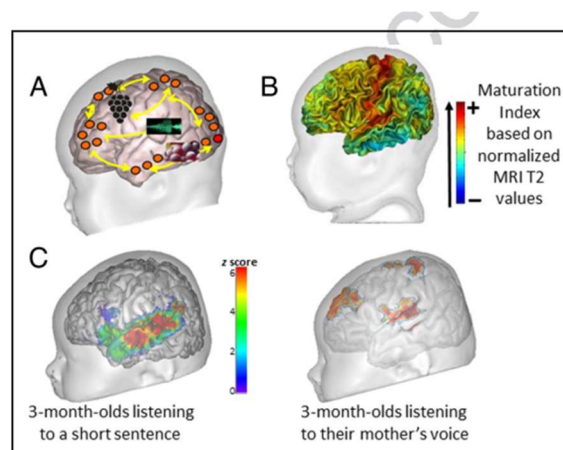 A
B
+
Maturation
Index
based on
normalized
MRI T2
values
−
C
z score
6
4
2
0
3-month-olds listening
to a short sentence
3-month-olds listening
to their mother's voice